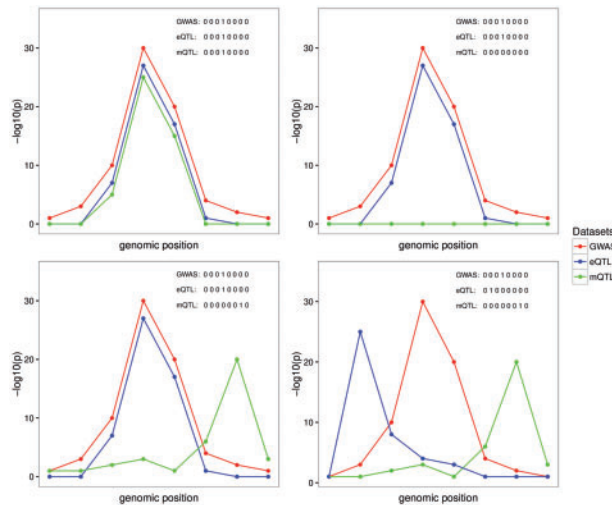 GWAS: 0 0 0 1 0 0 0 0
eQTL: 0 0 0 1 0 0 0 0
mQTL: 0 0 0 1 0 0 0 0
30
20
10
0
-log10(p)
genomic position
GWAS: 0 0 0 1 0 0 0 0
eQTL: 0 0 0 1 0 0 0 0
mQTL: 0 0 0 0 0 0 0 0
30
20
10
0
-log10(p)
genomic position
GWAS: 0 0 0 1 0 0 0 0
eQTL: 0 0 0 1 0 0 0 0
mQTL: 0 0 0 0 0 0 1 0
30
20
10
0
-log10(p)
genomic position
GWAS: 0 0 0 1 0 0 0 0
eQTL: 0 1 0 0 0 0 0 0
mQTL: 0 0 0 0 0 0 1 0
30
20
10
0
-log10(p)
genomic position
Datasets
GWAS
eQTL
mQTL